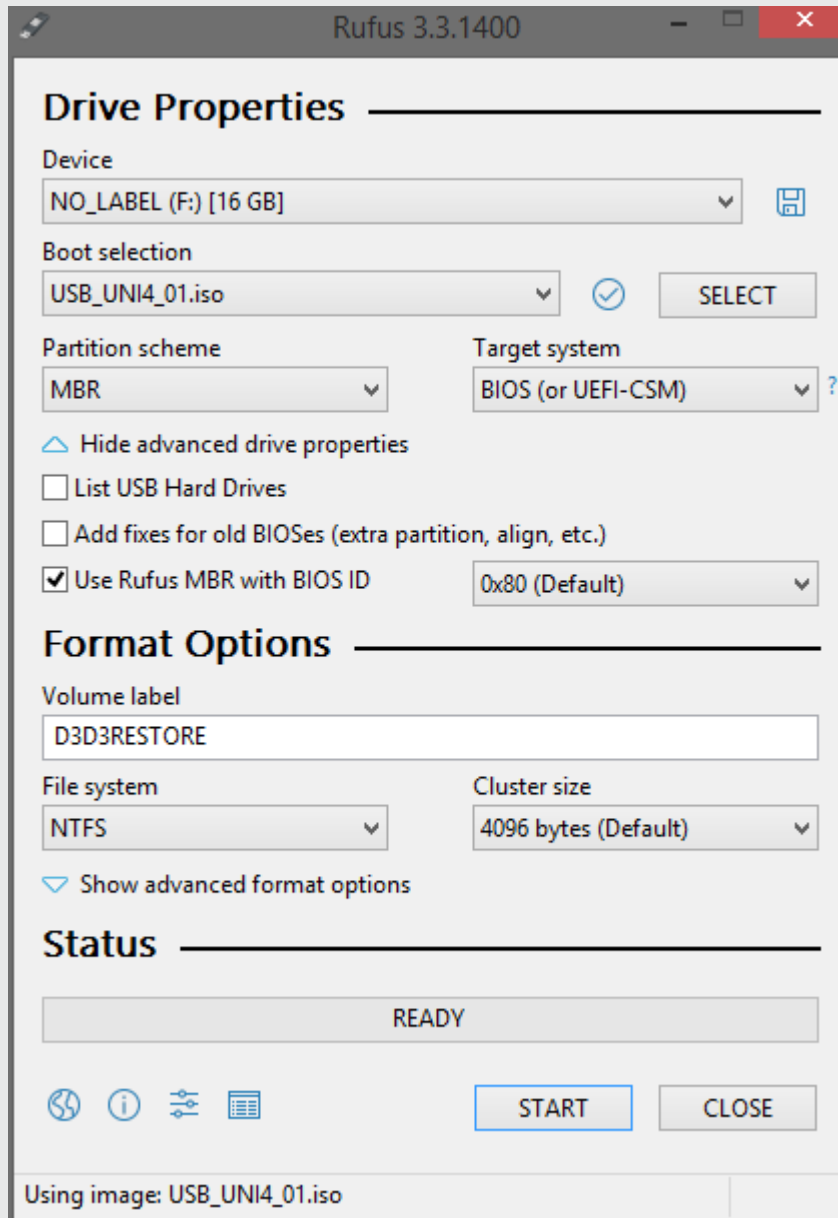 Rufus 3.3.1400
Drive Properties
Device
NO_LABEL (F:) [16 GB]
Boot selection
USB_UNI4_01.iso
SELECT
Partition scheme
Target system
MBR
BIOS (or UEFI-CSM)
?
Hide advanced drive properties
List USB Hard Drives
Add fixes for old BIOSes (extra partition, align, etc.)
Use Rufus MBR with BIOS ID
0x80 (Default)
Format Options
Volume label
D3D3RESTORE
File system
Cluster size
NTFS
4096 bytes (Default)
Show advanced format options
Status
READY
START
CLOSE
Using image: USB_UNI4_01.iso